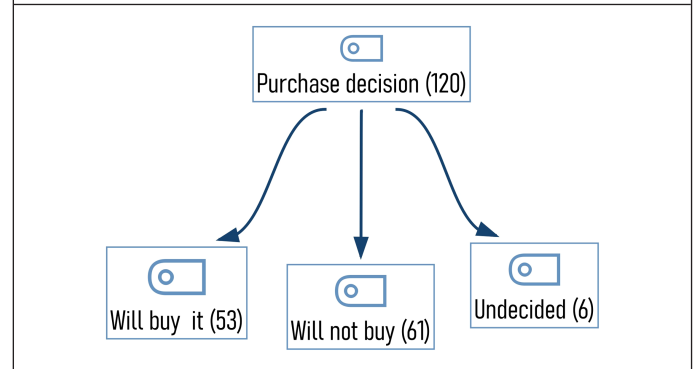 Purchase decision (120)
Will buy it (53)
Will not buy (61)
Undecided (6)